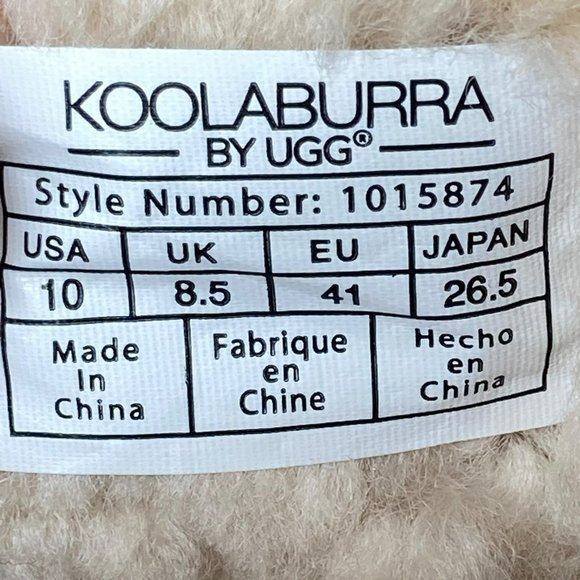 KOOLABURRA
BY UGG®
Style Number: 1015874
USA UK EU JAPAN
10 8.5 41 26.5
Made Fabrique Hecho
In en en
China Chine China